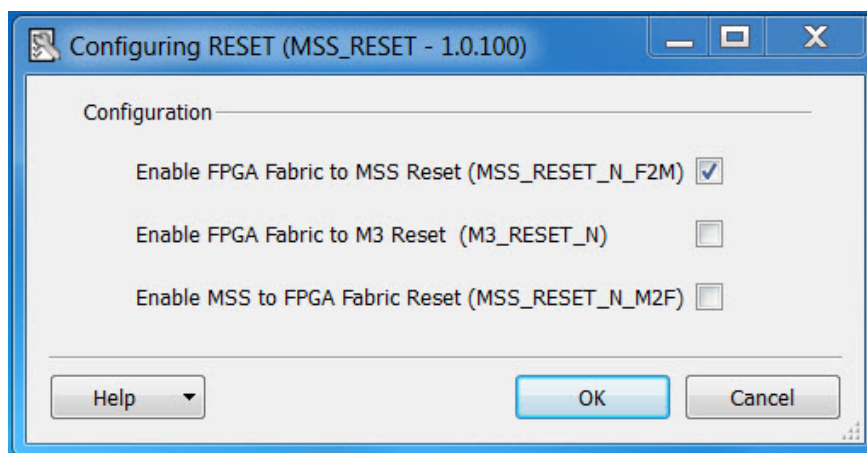 Configuring RESET (MSS_RESET - 1.0.100)
Configuration
Enable FPGA Fabric to MSS Reset (MSS_RESET_N_F2M)
Enable FPGA Fabric to M3 Reset (M3_RESET_N)
Enable MSS to FPGA Fabric Reset (MSS_RESET_N_M2F)
Help OK Cancel